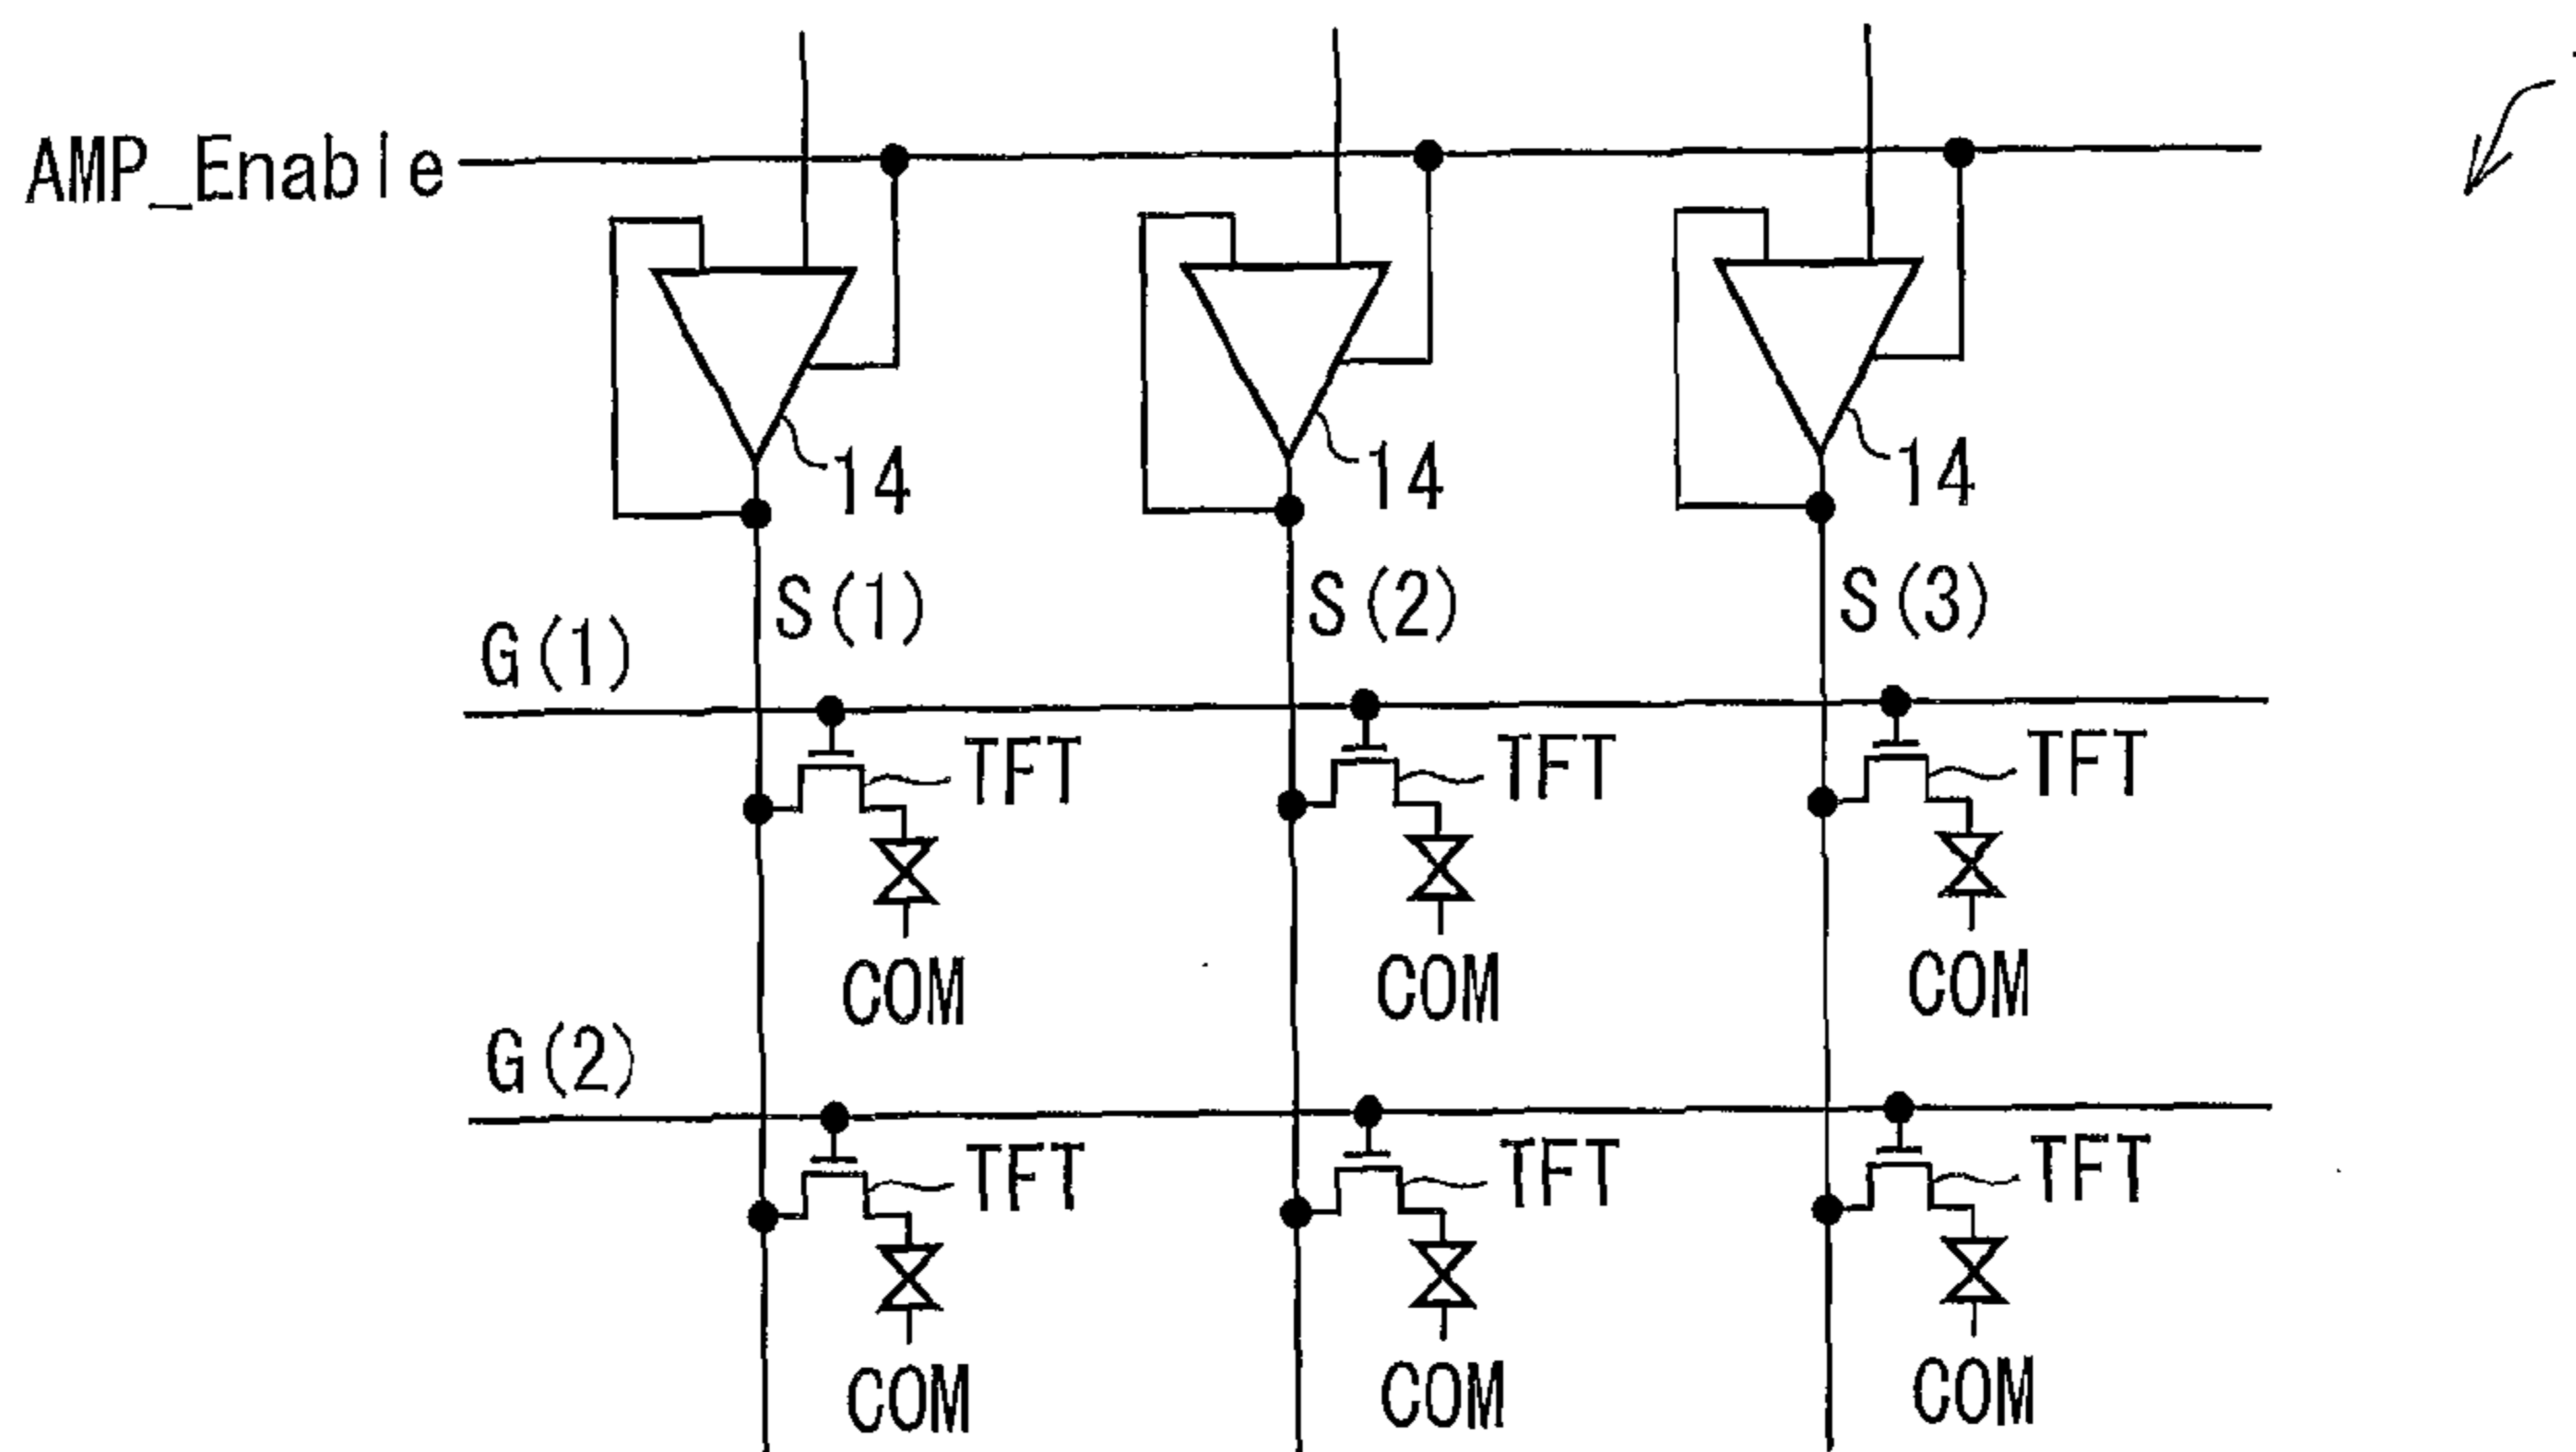 AMP_Enable
14 14 14
S(1) S(2) S(3)
G(1)
TFT TFT TFT
COM COM COM
G(2)
TFT TFT TFT
COM COM COM